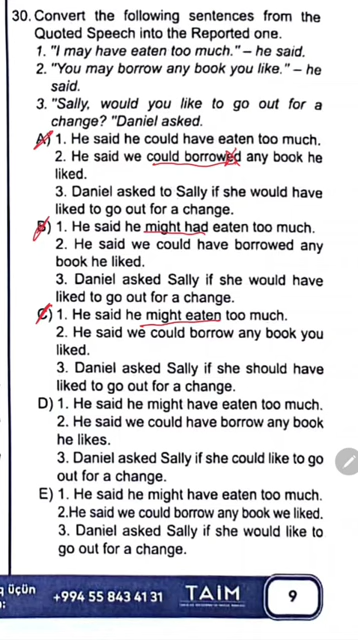 30. Convert the following sentences from the
Quoted Speech into the Reported one.
1. "I may have eaten too much." – he said.
2. "You may borrow any book you like." – he
said.
3. "Sally, would you like to go out for a
change? "Daniel asked.
A) 1. He said he could have eaten too much.
2. He said we could borrowed any book he
liked.
3. Daniel asked to Sally if she would have
liked to go out for a change.
B) 1. He said he might had eaten too much.
2. He said we could have borrowed any
book he liked.
3. Daniel asked Sally if she would have
liked to go out for a change.
C) 1. He said he might eaten too much.
2. He said we could borrow any book you
liked.
3. Daniel asked Sally if she should have
liked to go out for a change.
D) 1. He said he might have eaten too much.
2. He said we could have borrow any book
he likes.
3. Daniel asked Sally if she could like to go
out for a change.
E) 1. He said he might have eaten too much.
2.He said we could borrow any book we liked.
3. Daniel asked Sally if she would like to
go out for a change.
üçün
+994 55 843 41 31
TAIM
9